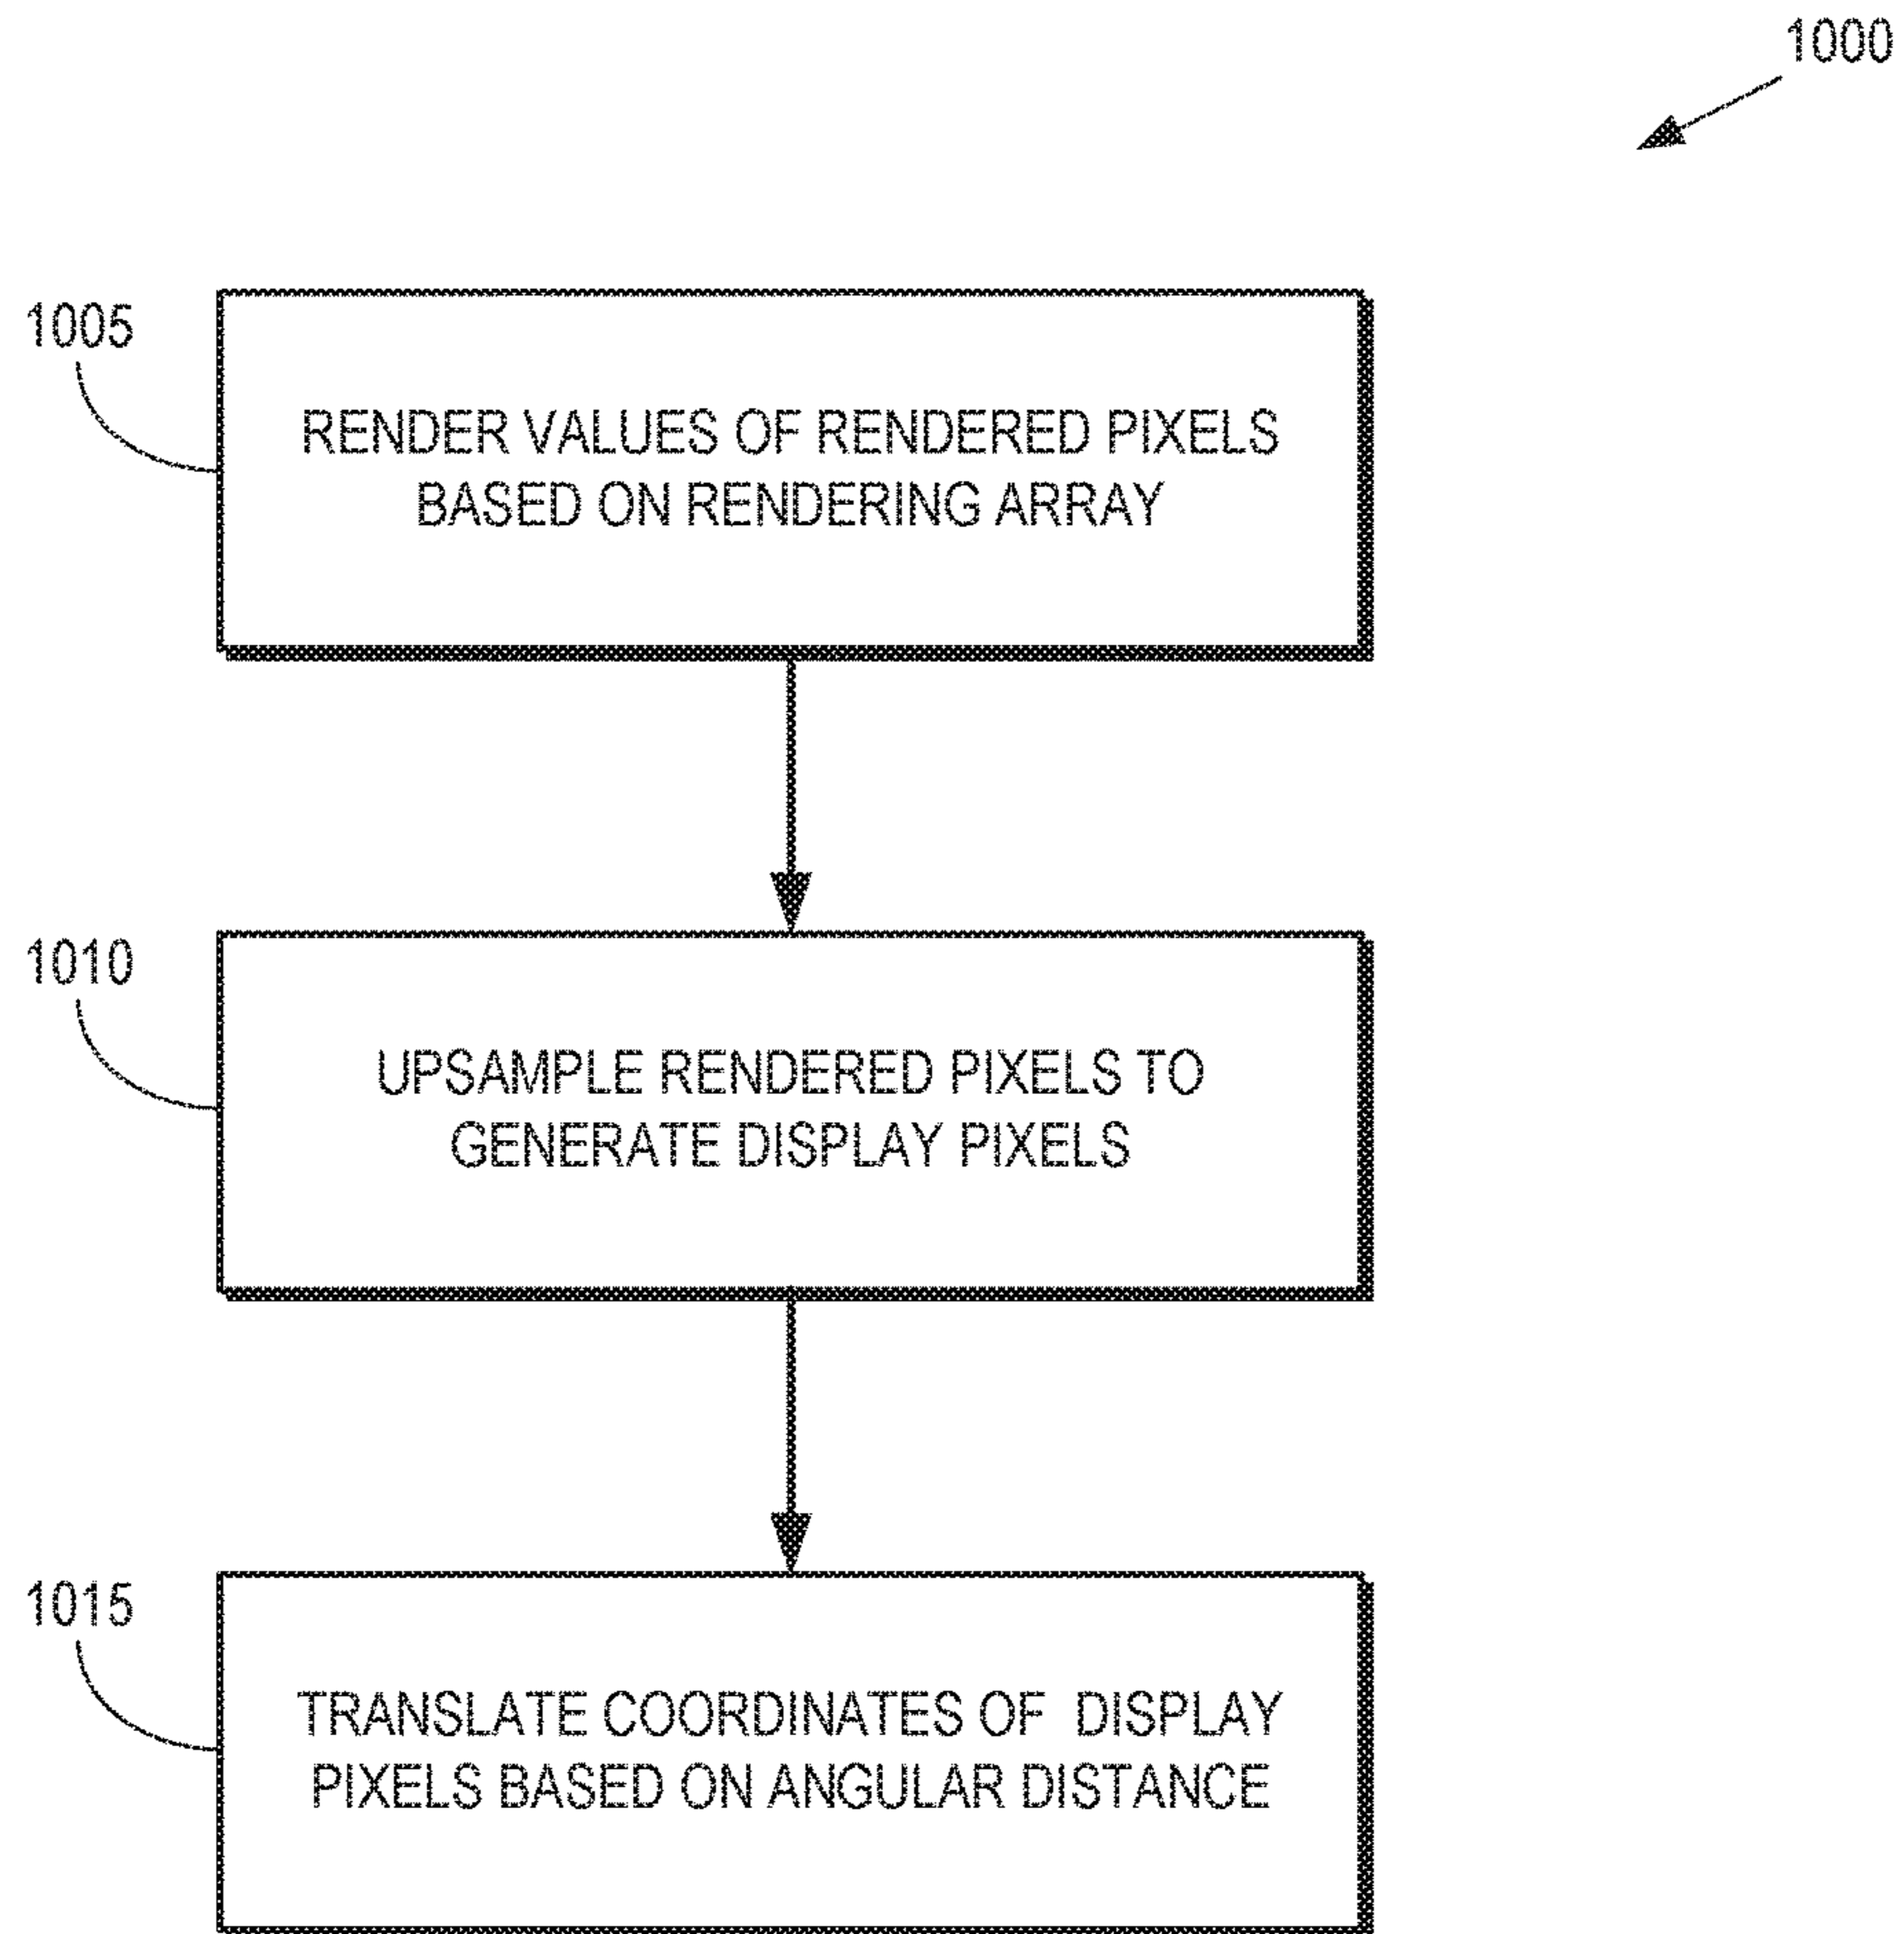 1000
1005
RENDER VALUES OF RENDERED PIXELS
BASED ON RENDERING ARRAY
1010
UPSAMPLE RENDERED PIXELS TO
GENERATE DISPLAY PIXELS
1015
TRANSLATE COORDINATES OF DISPLAY
PIXELS BASED ON ANGULAR DISTANCE